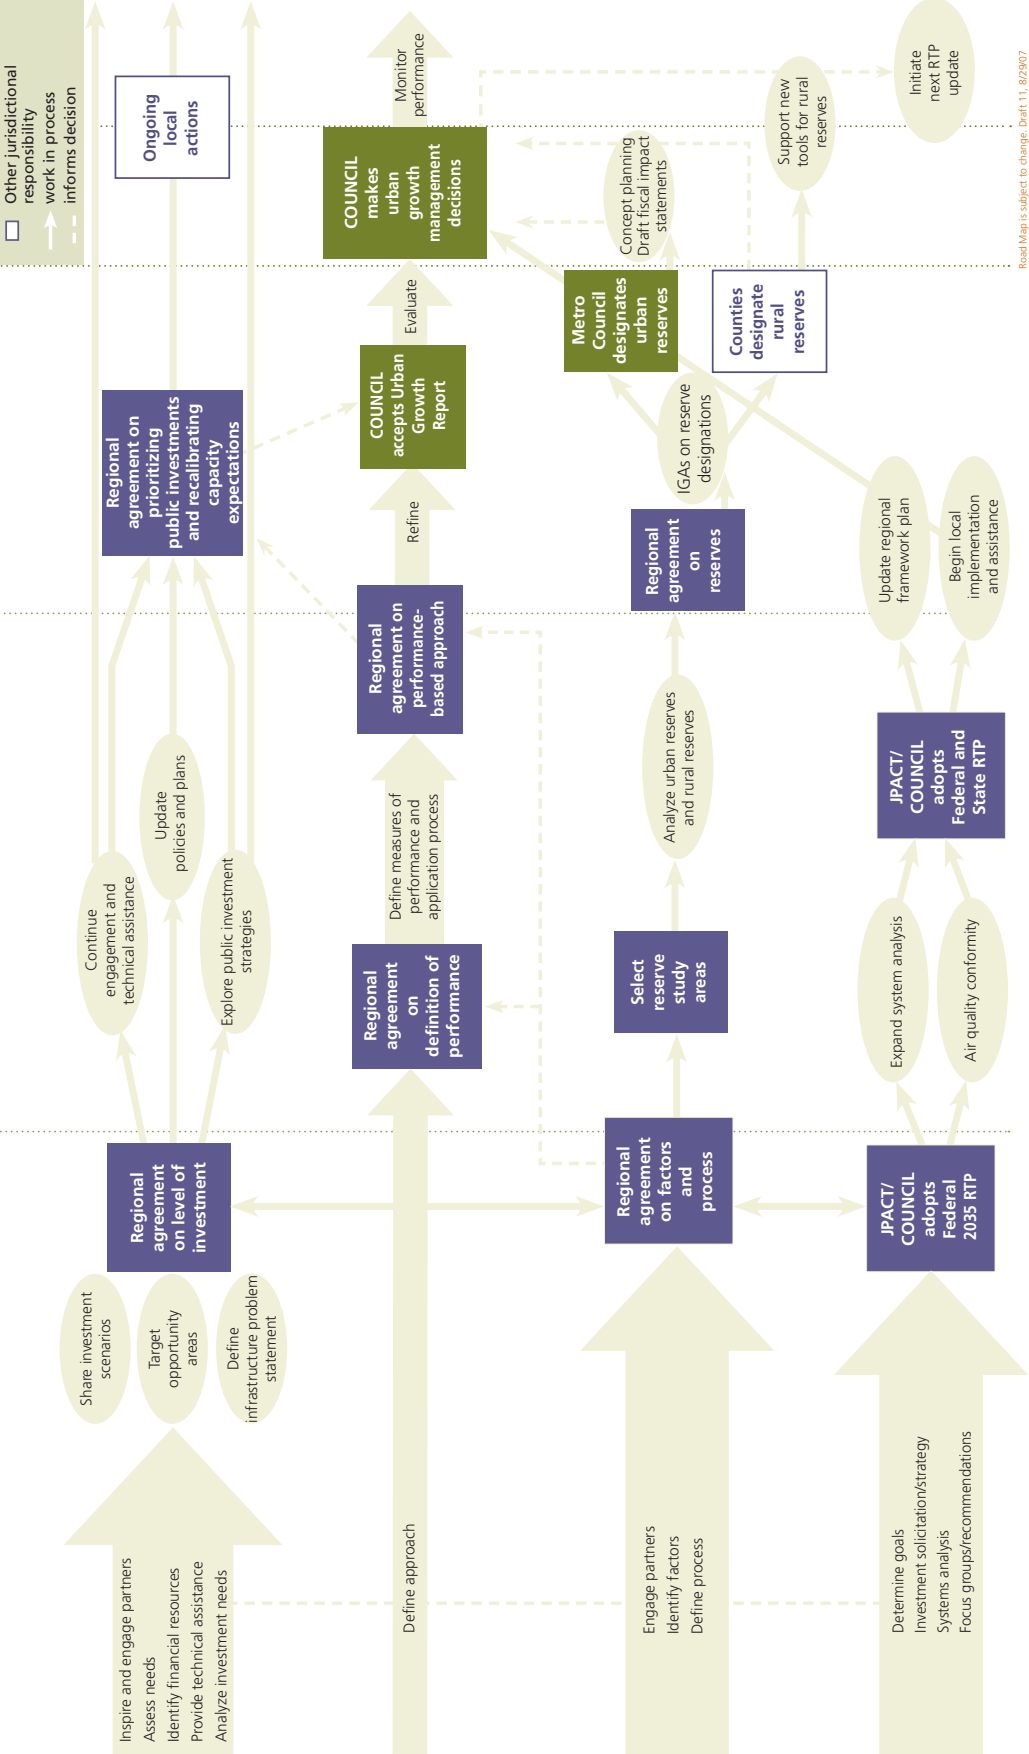 Other jurisdictional
responsibility
work in process
informs decision
Inspire and engage partners
Assess needs
Identify financial resources
Provide technical assistance
Analyze investment needs
Share investment
scenarios
Target
opportunity
areas
Define
infrastructure problem
statement
Regional
agreement
on level of
investment
Continue
engagement and
technical assistance
Update
policies and plans
Explore public investment
strategies
Regional
agreement on
prioritizing
public investments
and recalibrating
capacity
expectations
Ongoing
local
actions
Define approach
Regional
agreement
on
definition of
performance
Define measures of
performance and
application process
Regional
agreement on
performance-
based approach
Refine
COUNCIL
accepts Urban
Growth
Report
Evaluate
COUNCIL
makes
urban
growth
management
decisions
Monitor
performance
Engage partners
Identify factors
Define process
Regional
agreement
on factors
and
process
Select
reserve
study
areas
Analyze urban reserves
and rural reserves
Regional
agreement
on
reserves
IGAs on reserve
designations
Metro
Council
designates
urban
reserves
Counties
designate
rural
reserves
Concept planning
Draft fiscal impact
statements
Support new
tools for rural
reserves
Determine goals
Investment solicitation/strategy
Systems analysis
Focus groups/recommendations
JPACT/
COUNCIL
adopts
Federal
2035 RTP
Expand system analysis
Air quality conformity
JPACT/
COUNCIL
adopts
Federal and
State RTP
Update regional
framework plan
Begin local
implementation
and assistance
Initiate
next RTP
update
Road Map is subject to change. Draft 11, 8/29/07